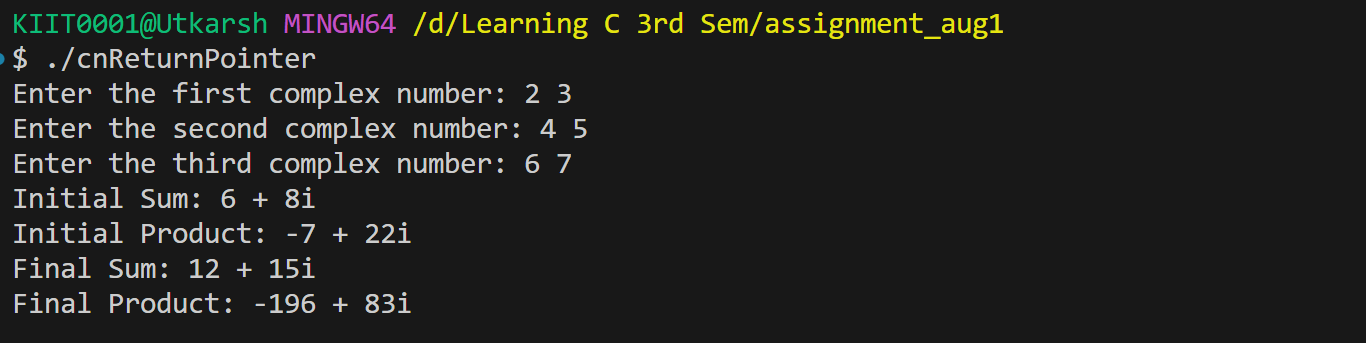 KIIT0001@Utkarsh MINGW64 /d/Learning C 3rd Sem/assignment_aug1
$ ./cnReturnPointer
Enter the first complex number: 2 3
Enter the second complex number: 4 5
Enter the third complex number: 6 7
Initial Sum: 6 + 8i
Initial Product: -7 + 22i
Final Sum: 12 + 15i
Final Product: -196 + 83i